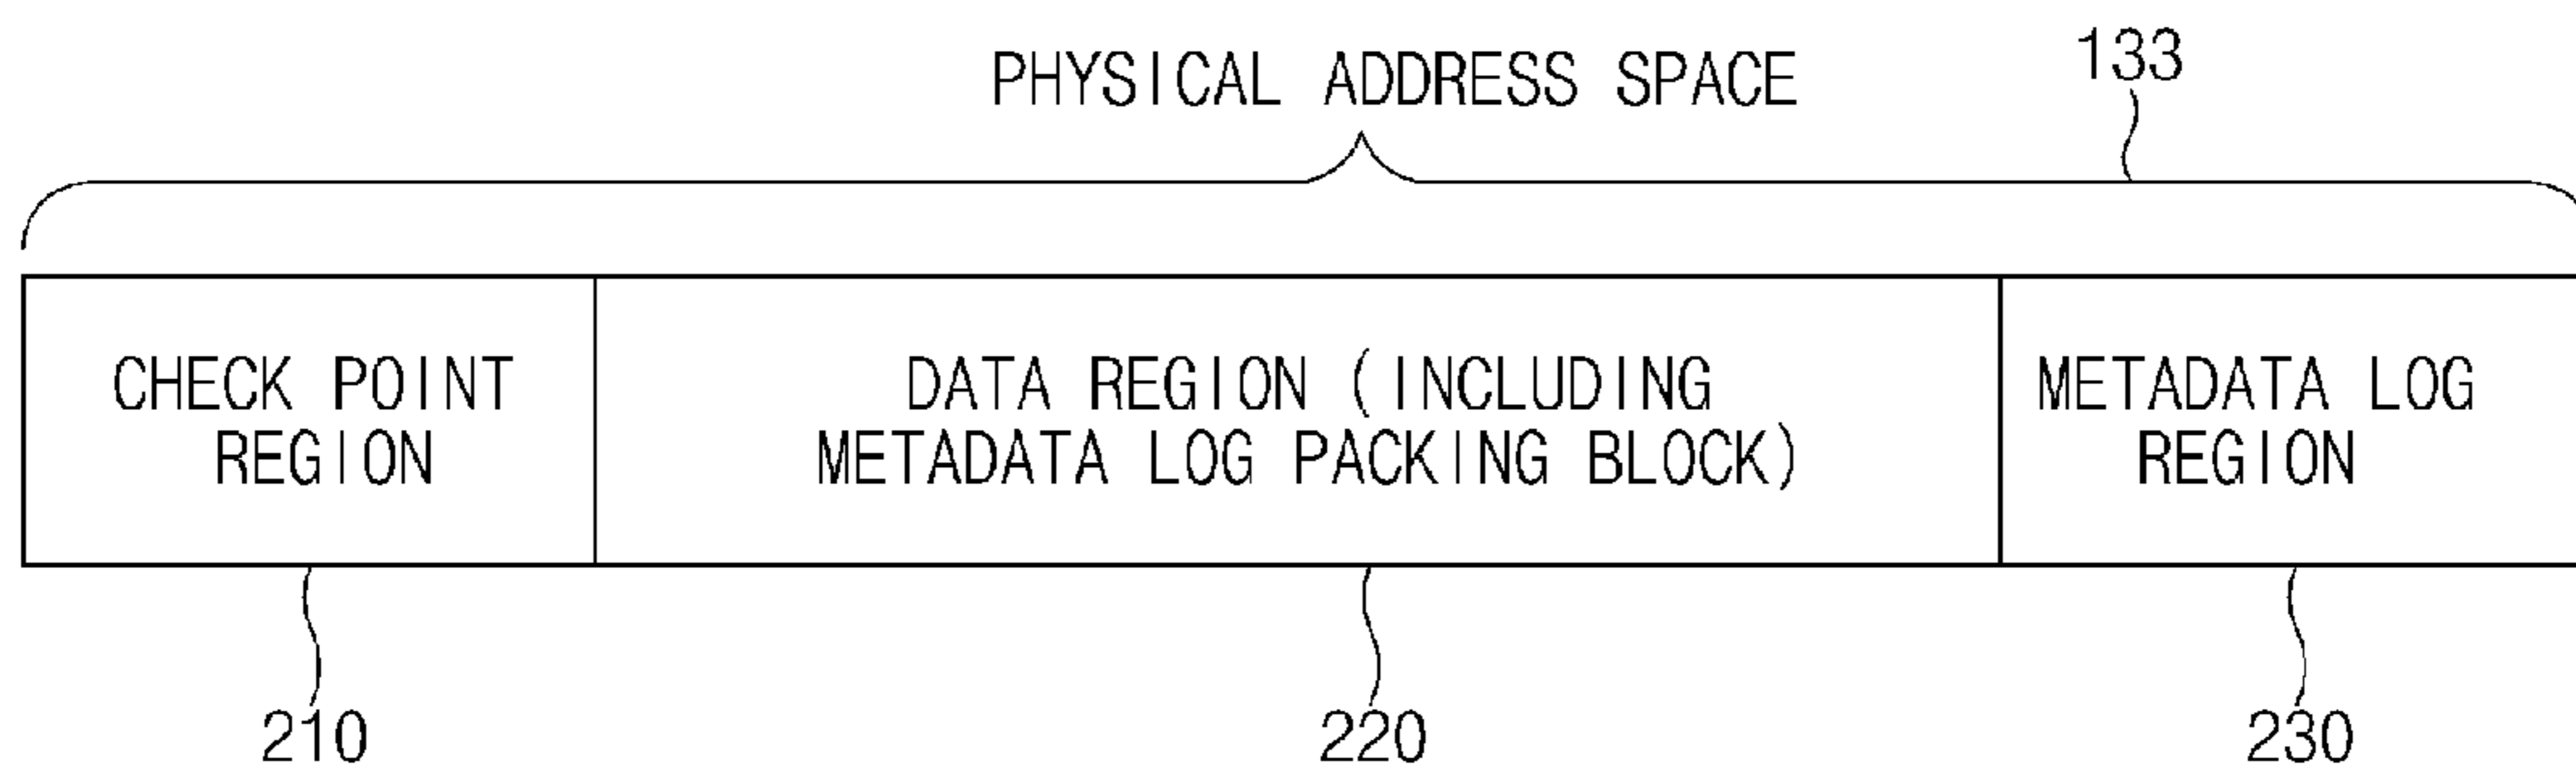 133
PHYSICAL ADDRESS SPACE
CHECK POINT
REGION
DATA REGION (INCLUDING
METADATA LOG PACKING BLOCK)
METADATA LOG
REGION
210
220
230